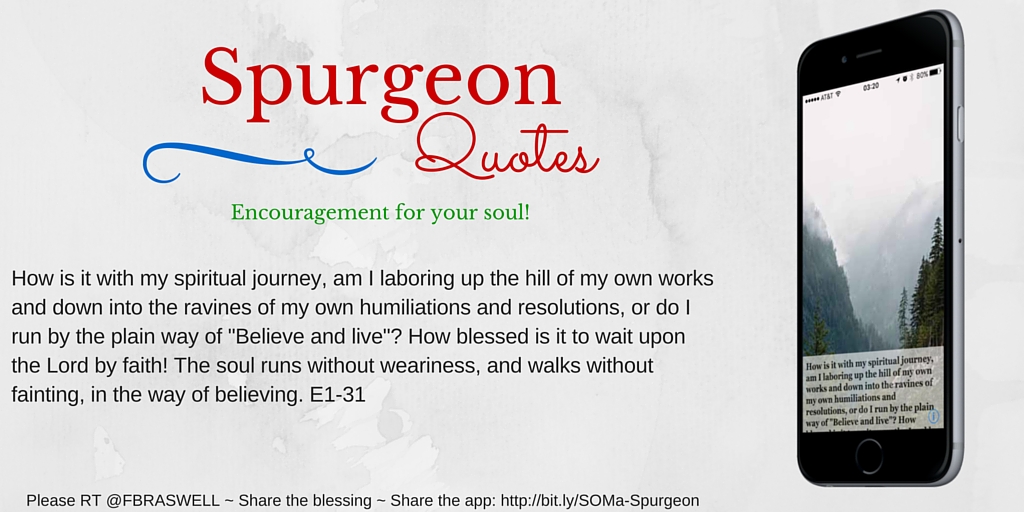 Spurgeon
Quotes
Encouragement for your soul!
How is it with my spiritual journey, am I laboring up the hill of my own works
and down into the ravines of my own humiliations and resolutions, or do I
run by the plain way of "Believe and live"? How blessed is it to wait upon
the Lord by faith! The soul runs without weariness, and walks without
fainting, in the way of believing. E1-31
Please RT @FBRASWELL ~ Share the blessing ~ Share the app: http://bit.ly/SOMa-Spurgeon
AT&T 03:20 80%
How is it with my spiritual journey,
am I laboring up the hill of my own
works and down into the ravines of
my own humiliations and
resolutions, or do I run by the plain
way of "Believe and live"? How